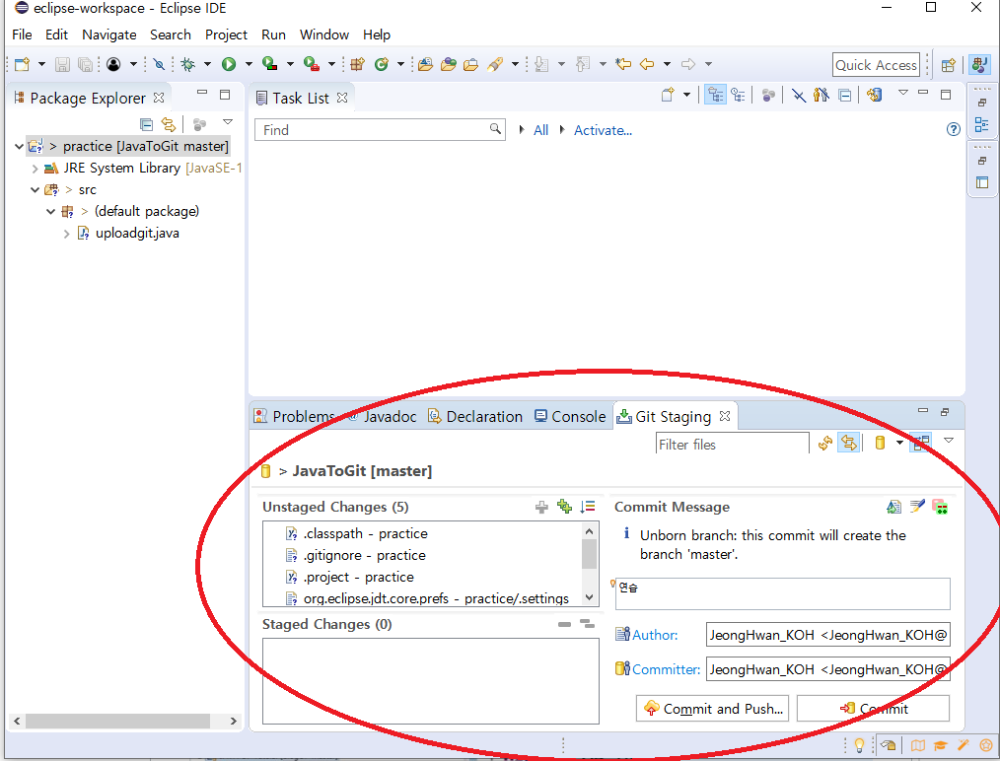 eclipse-workspace - Eclipse IDE
File Edit Navigate Search Project Run Window Help
Quick Access
Package Explorer
> practice [JavaToGit master]
JRE System Library [JavaSE-1
> src
> (default package)
uploadgit.java
Task List
Find
All
Activate...
Problems
Javadoc
Declaration
Console
Git Staging
Filter files
> JavaToGit [master]
Unstaged Changes (5)
.classpath - practice
.gitignore - practice
.project - practice
org.eclipse.jdt.core.prefs - practice/.settings
Staged Changes (0)
Commit Message
Unborn branch: this commit will create the
branch 'master'.
연습
Author:
JeongHwan_KOH <JeongHwan_KOH@
Committer:
JeongHwan_KOH <JeongHwan_KOH@
Commit and Push...
Commit